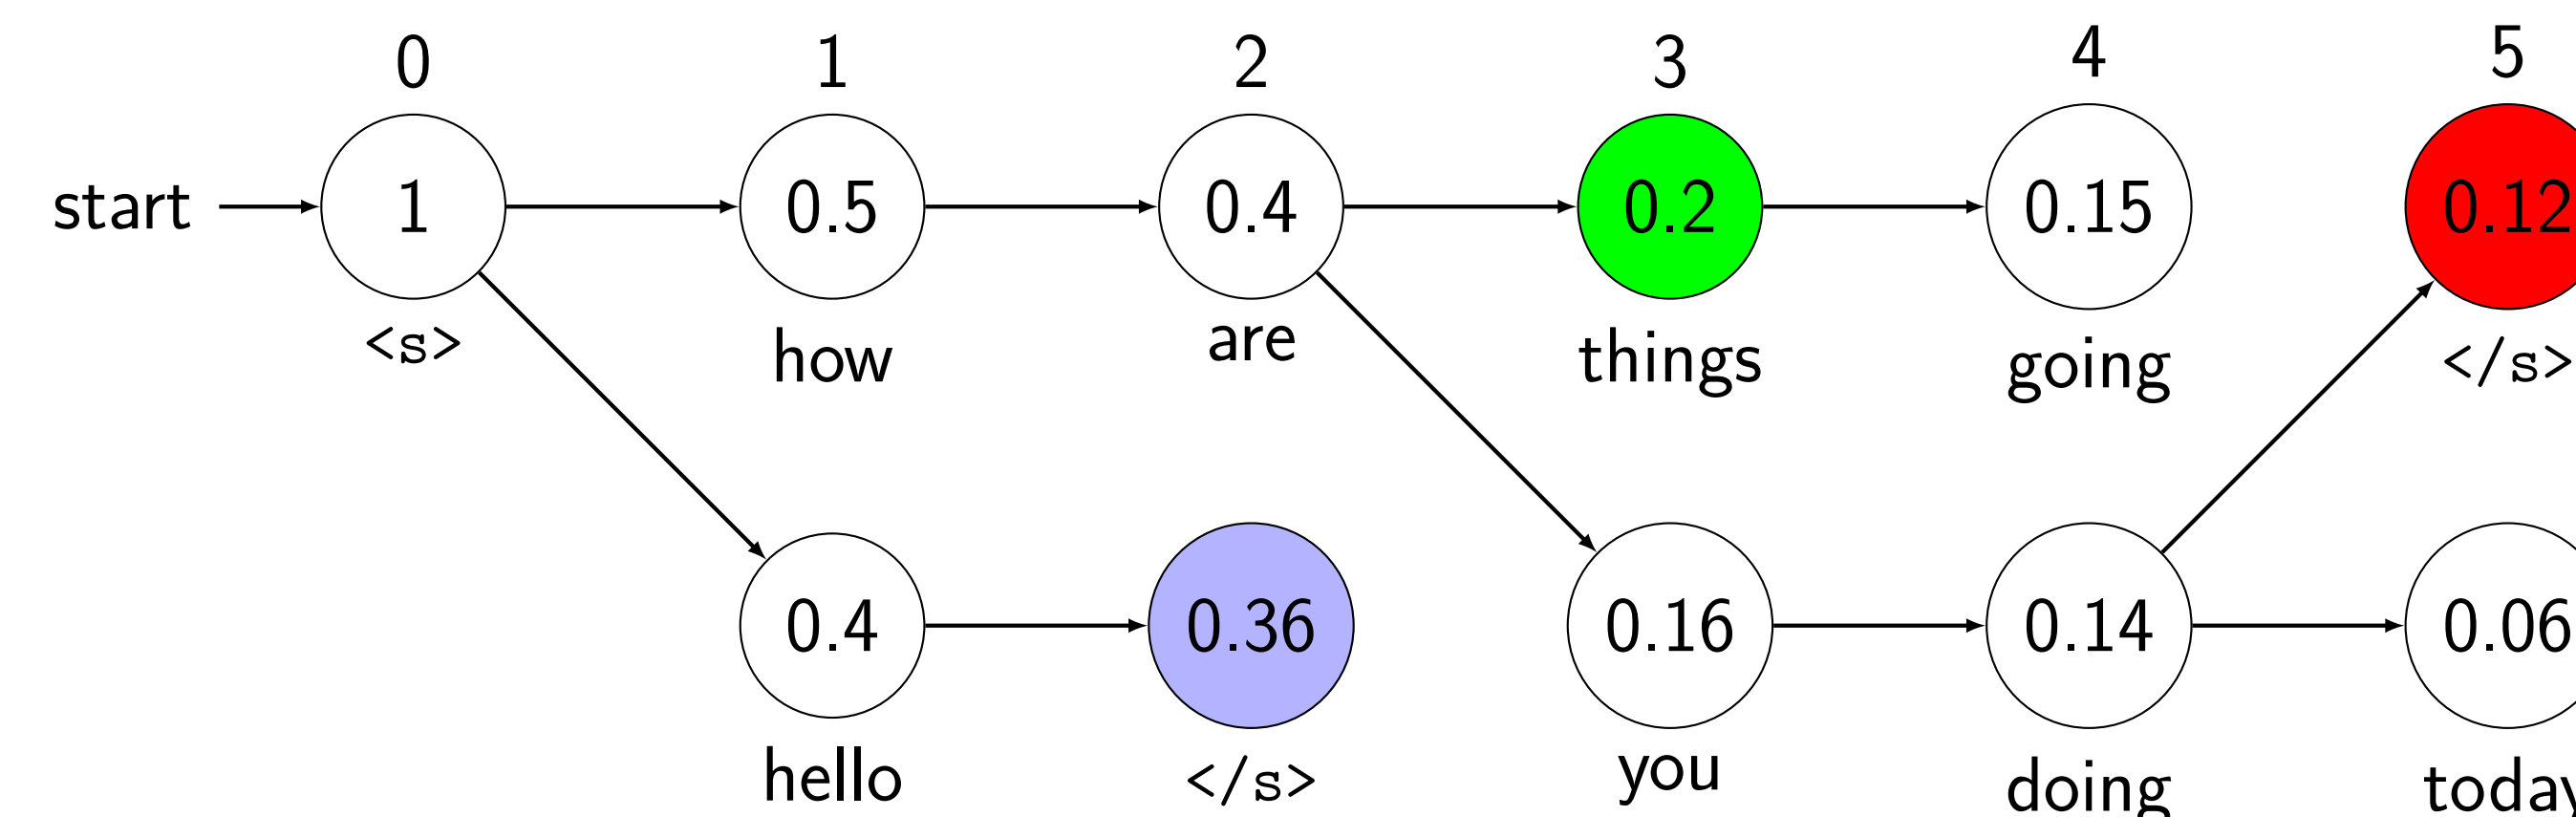 0 1 2 3 4 5
start 1 0.5 0.4 0.2 0.15 0.12
<s> how are things going </s>
0.4 0.36 0.16 0.14 0.06
hello </s> you doing today